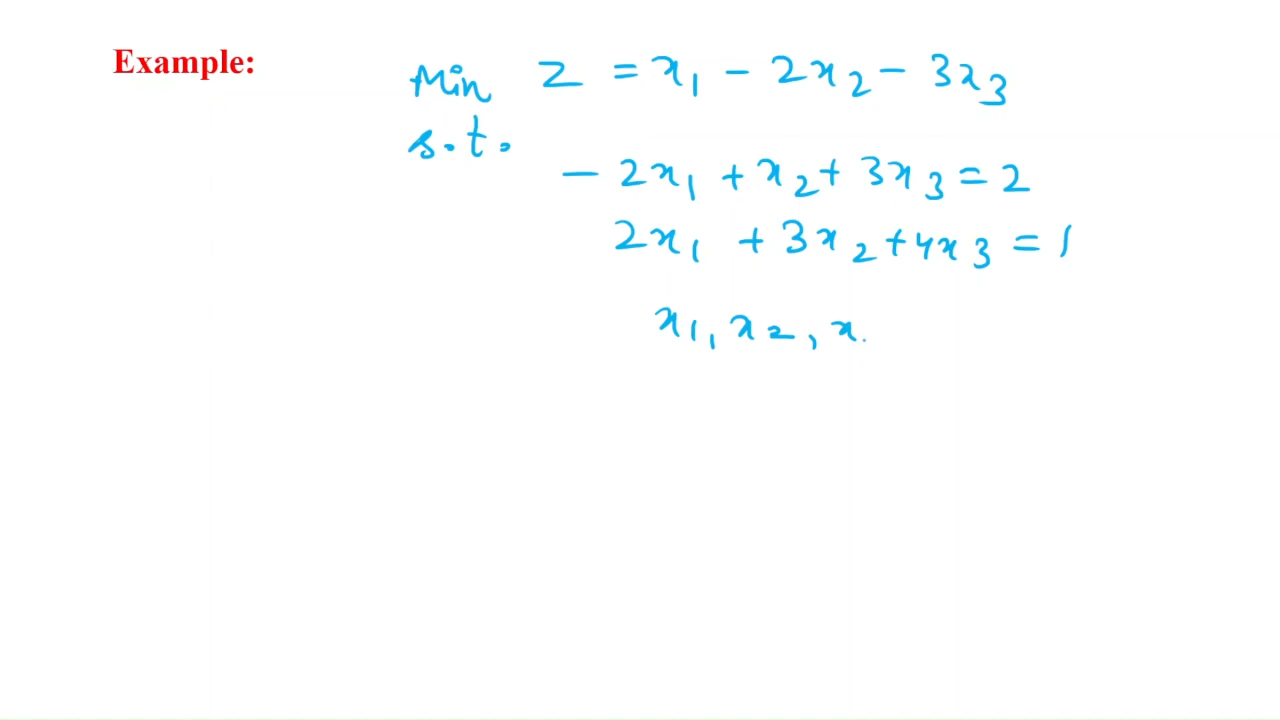 Example:
Min Z = x1 - 2x2 - 3x3
s.t.
- 2x1 + x2 + 3x3 = 2
2x1 + 3x2 + 4x3 = 1
x1, x2, x